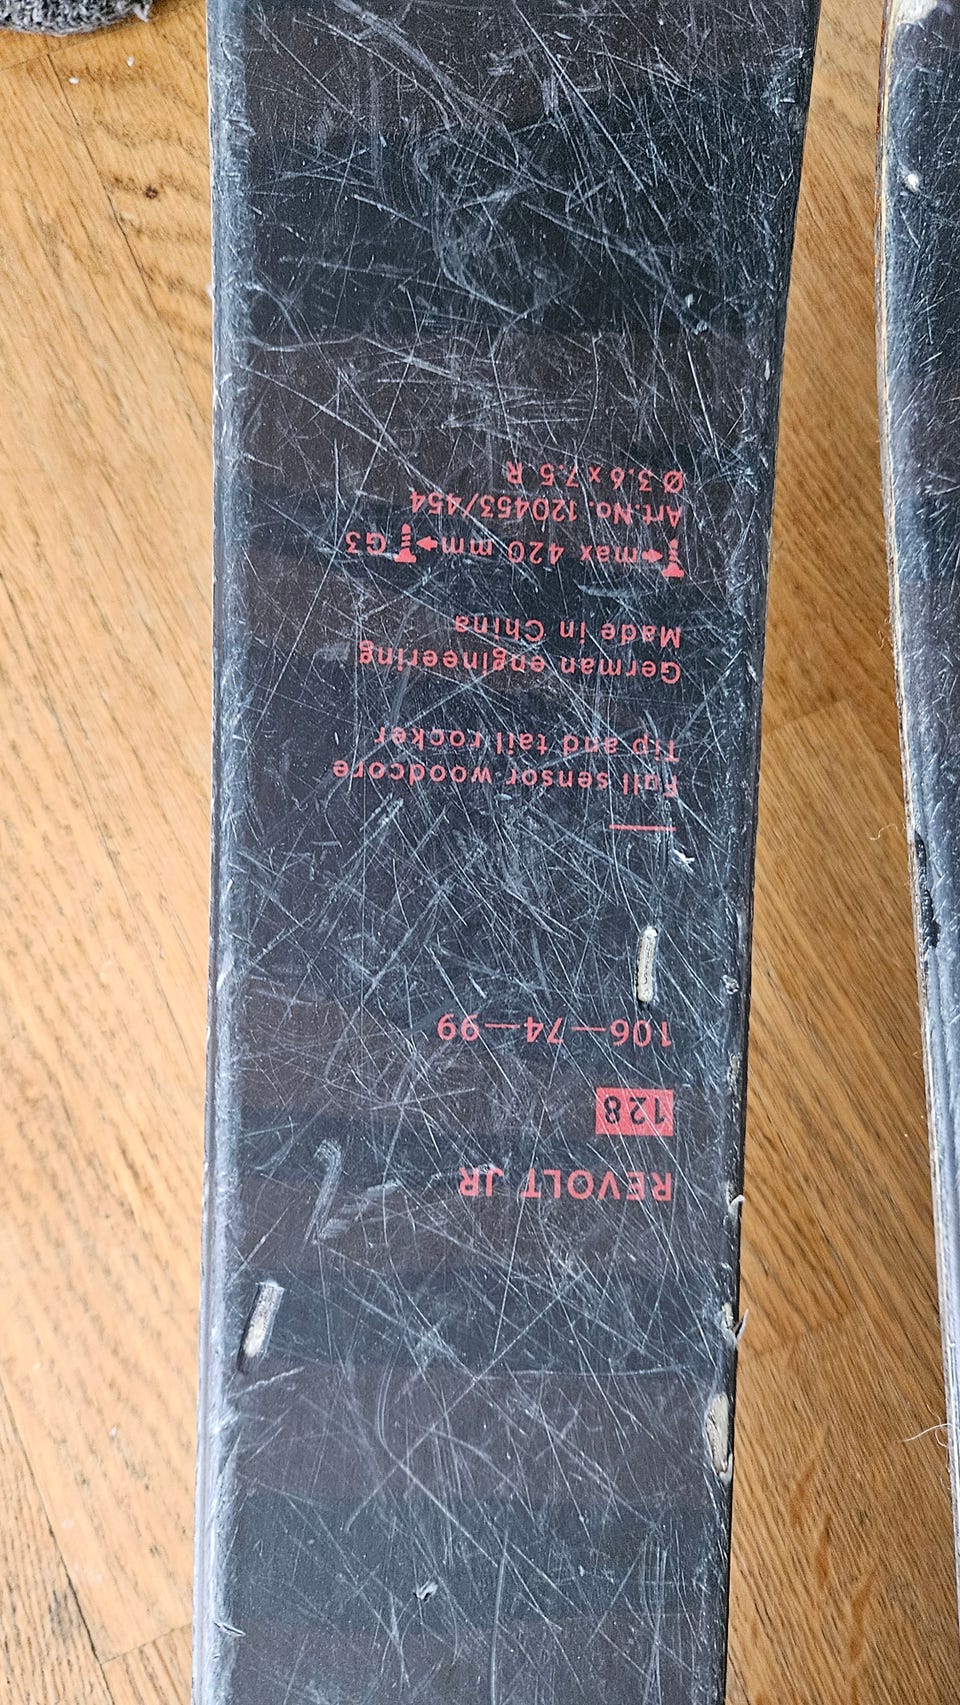 REVOLT JR
128
106—74—99
Full sensor woodcore
Tip and tail rocker
German engineering
Made in China
max 420 mm G3
Art.No. 120453/454
Ø 3.6 x 7.5 R